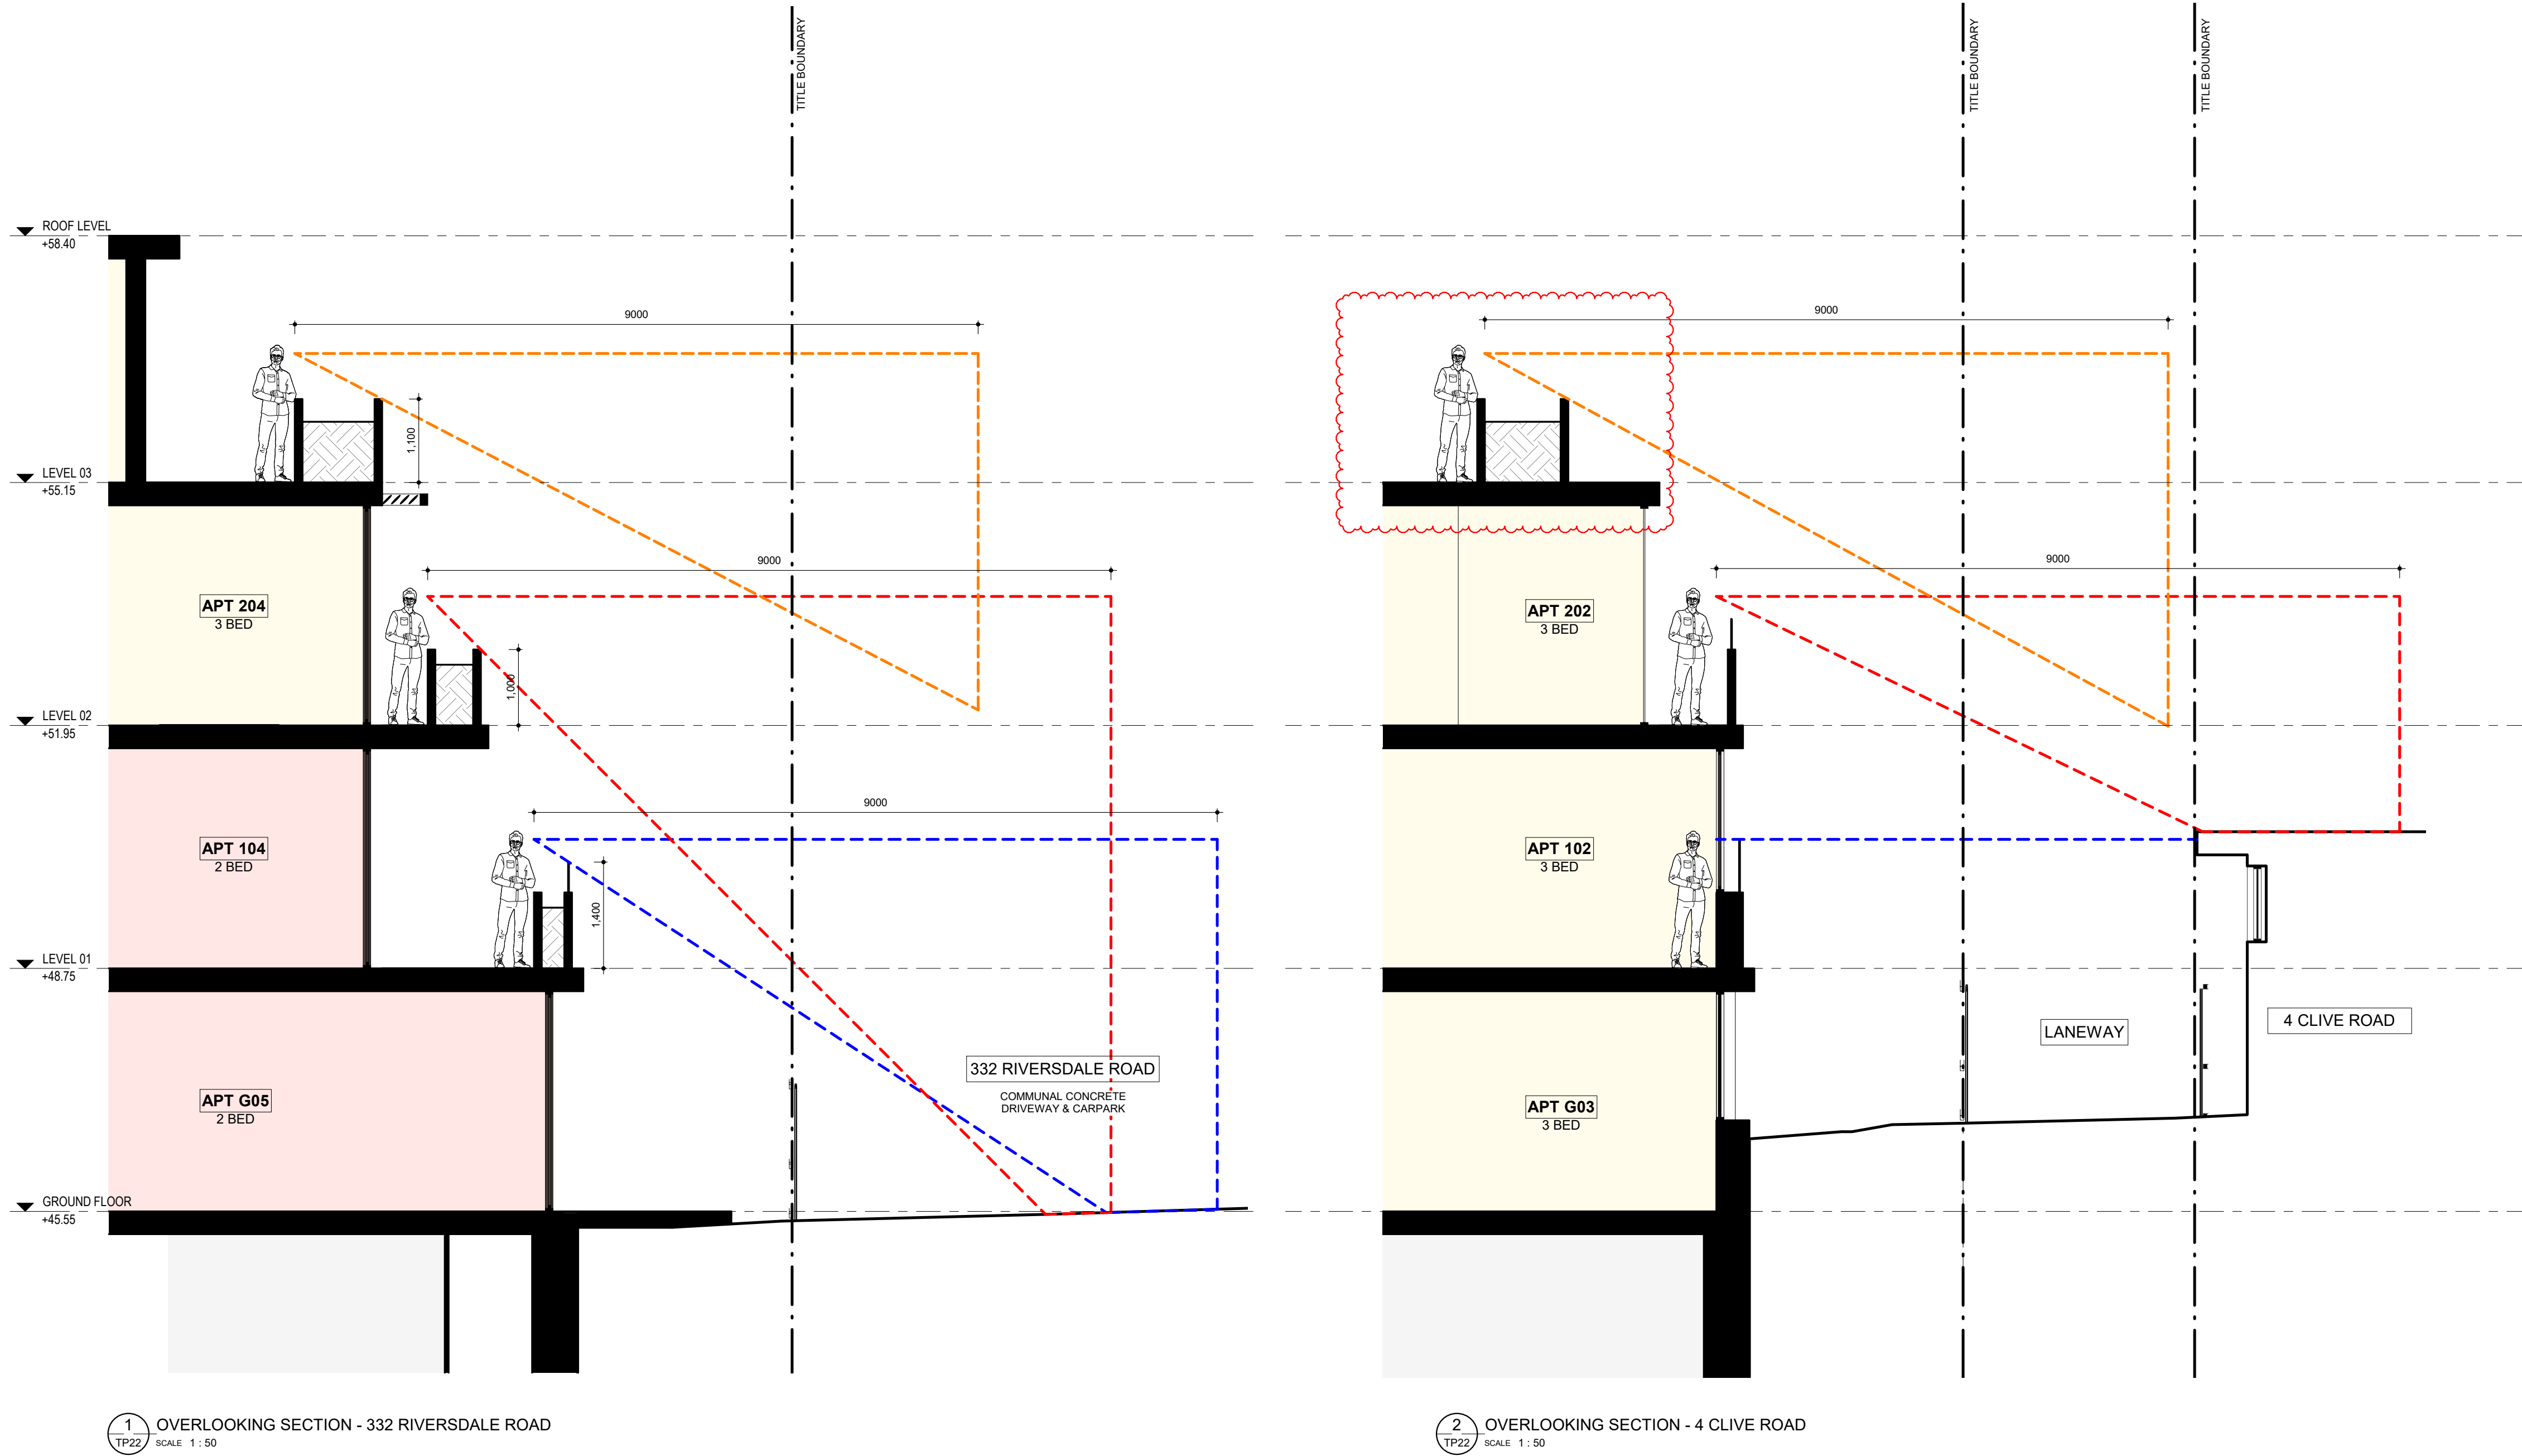 TITLE BOUNDARY
ROOF LEVEL
+58.40
9000
1,100
LEVEL 03
+55.15
9000
APT 204
3 BED
1,000
LEVEL 02
+51.95
9000
APT 104
2 BED
1,400
LEVEL 01
+48.75
332 RIVERSDALE ROAD
COMMUNAL CONCRETE
DRIVEWAY & CARPARK
APT G05
2 BED
GROUND FLOOR
+45.55
1
TP22
OVERLOOKING SECTION - 332 RIVERSDALE ROAD
SCALE 1 : 50
TITLE BOUNDARY
TITLE BOUNDARY
9000
9000
APT 202
3 BED
APT 102
3 BED
4 CLIVE ROAD
LANEWAY
APT G03
3 BED
2
TP22
OVERLOOKING SECTION - 4 CLIVE ROAD
SCALE 1 : 50